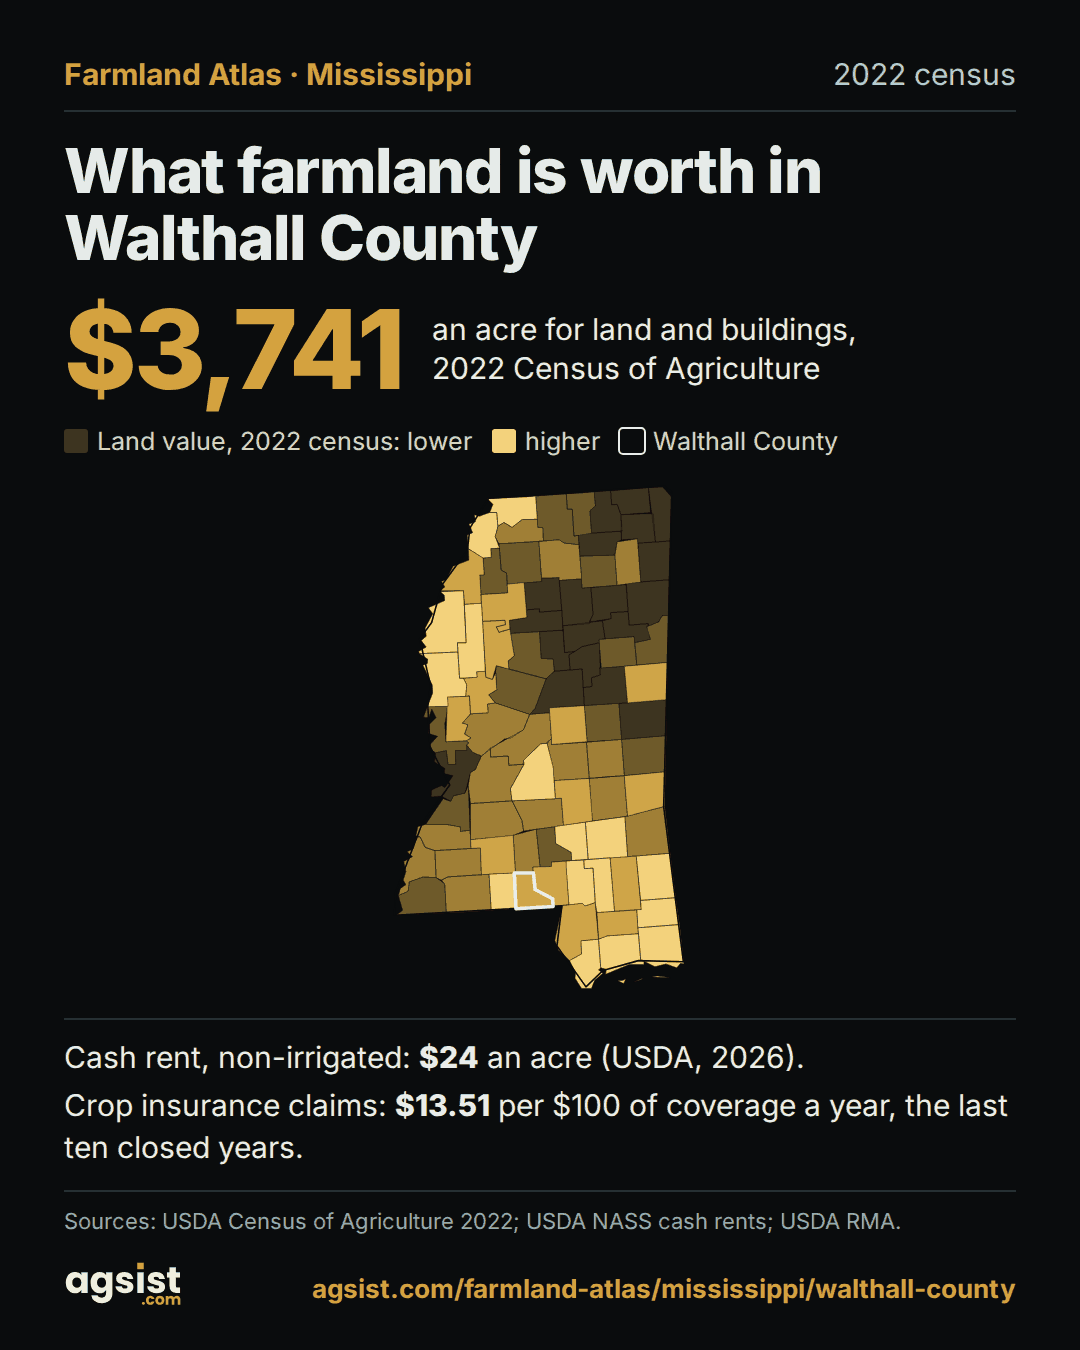 Farmland Atlas · Mississippi
2022 census
What farmland is worth in
Walthall County
$3,741
an acre for land and buildings,
2022 Census of Agriculture
Land value, 2022 census: lower
higher
Walthall County
Cash rent, non-irrigated: $24 an acre (USDA, 2026).
Crop insurance claims: $13.51 per $100 of coverage a year, the last
ten closed years.
Sources: USDA Census of Agriculture 2022; USDA NASS cash rents; USDA RMA.
agsist
.com
agsist.com/farmland-atlas/mississippi/walthall-county